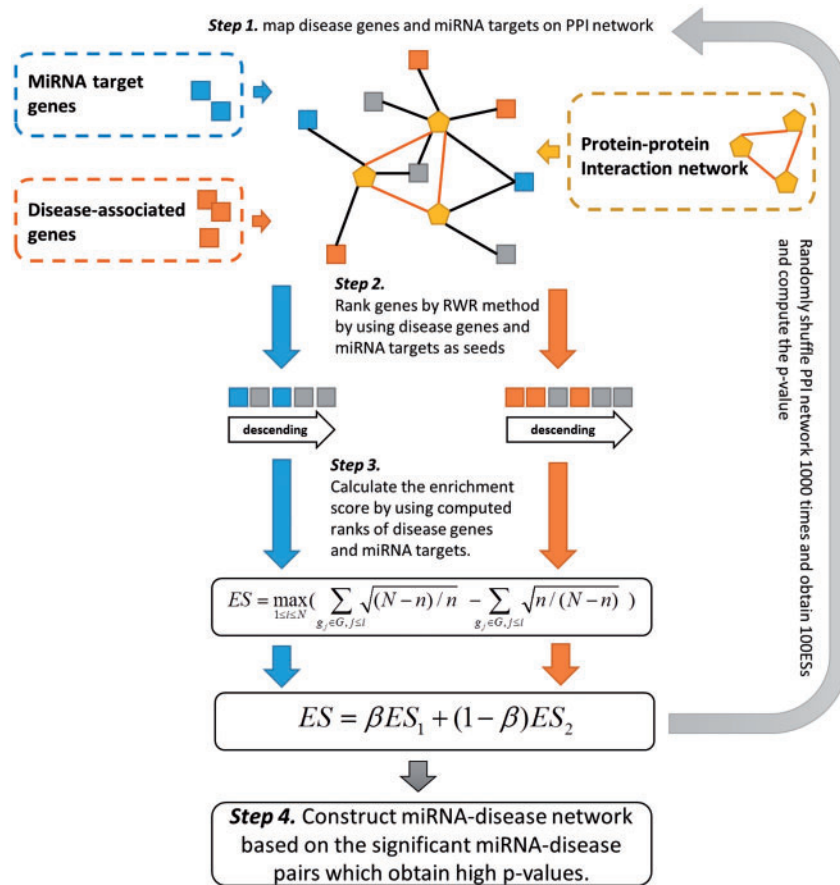 Step 1. map disease genes and miRNA targets on PPI network
MiRNA target
genes
Disease-associated
genes
Protein-protein
Interaction network
Step 2.
Rank genes by RWR method
by using disease genes and
miRNA targets as seeds
descending
descending
Step 3.
Calculate the enrichment
score by using computed
ranks of disease genes
and miRNA targets.
ES = max_{1≤i≤N}( ∑_{g_j∈G, j≤i} √((N−n)/n) − ∑_{g_j∈G, j≤i} √(n/(N−n)) )
ES = βES₁ + (1−β)ES₂
Step 4. Construct miRNA-disease network
based on the significant miRNA-disease
pairs which obtain high p-values.
Randomly shuffle PPI network 1000 times and obtain 100ESs
and compute the p-value